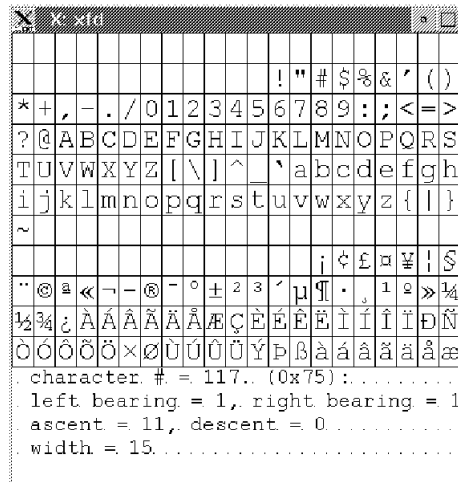 X: xfd
! " # $ % & ' ( )
* + , - . / 0 1 2 3 4 5 6 7 8 9 : ; < = >
? @ A B C D E F G H I J K L M N O P Q R S
T U V W X Y Z [ \ ] ^ _ ` a b c d e f g h
i j k l m n o p q r s t u v w x y z { | }
~
¡ ¢ £ ¤ ¥ ¦ §
¨ © ª « ¬ - ® ¯ ° ± ² ³ ´ µ ¶ · ¸ ¹ º » ¼
½ ¾ ¿ À Á Â Ã Ä Å Æ Ç È É Ê Ë Ì Í Î Ï Ð Ñ
Ò Ó Ô Õ Ö × Ø Ù Ú Û Ü Ý Þ ß à á â ã ä å æ
character # = 117. (0x75):
left bearing = 1, right bearing = 1
ascent = 11, descent = 0
width = 15